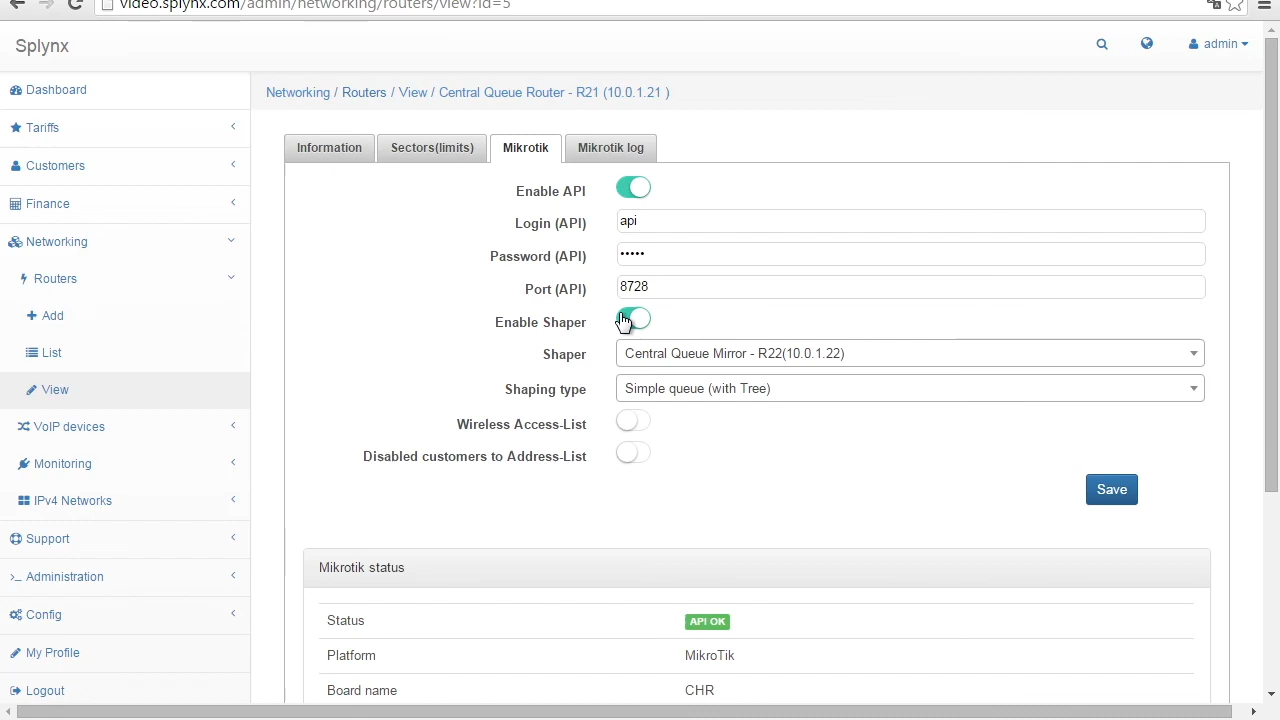 video.splynx.com/admin/networking/routers/view?id=5
Splynx
admin
Dashboard
Tariffs
Customers
Finance
Networking
Routers
Add
List
View
VoIP devices
Monitoring
IPv4 Networks
Support
Administration
Config
My Profile
Logout
Networking / Routers / View / Central Queue Router - R21 (10.0.1.21 )
Information
Sectors(limits)
Mikrotik
Mikrotik log
Enable API
Login (API)
api
Password (API)
•••••
Port (API)
8728
Enable Shaper
Shaper
Central Queue Mirror - R22(10.0.1.22)
Shaping type
Simple queue (with Tree)
Wireless Access-List
Disabled customers to Address-List
Save
Mikrotik status
Status
API OK
Platform
MikroTik
Board name
CHR